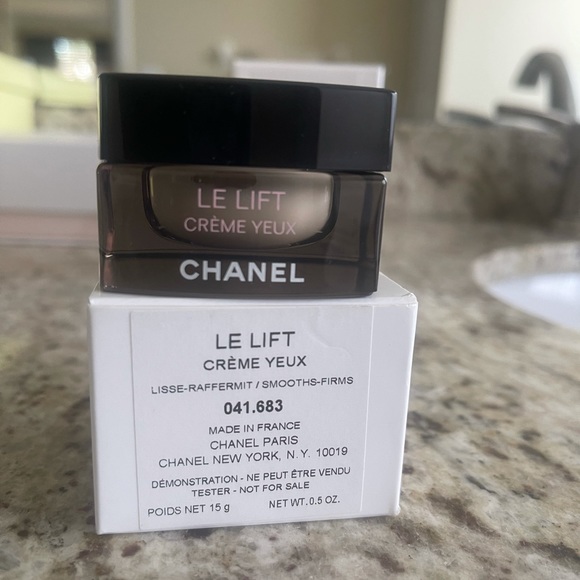 LE LIFT
CRÈME YEUX
CHANEL
LE LIFT
CRÈME YEUX
LISSE-RAFFERMIT / SMOOTHS-FIRMS
041.683
MADE IN FRANCE
CHANEL PARIS
CHANEL NEW YORK, N.Y. 10019
DÉMONSTRATION - NE PEUT ÊTRE VENDU
TESTER - NOT FOR SALE
POIDS NET 15 g NET WT. 0.5 OZ.